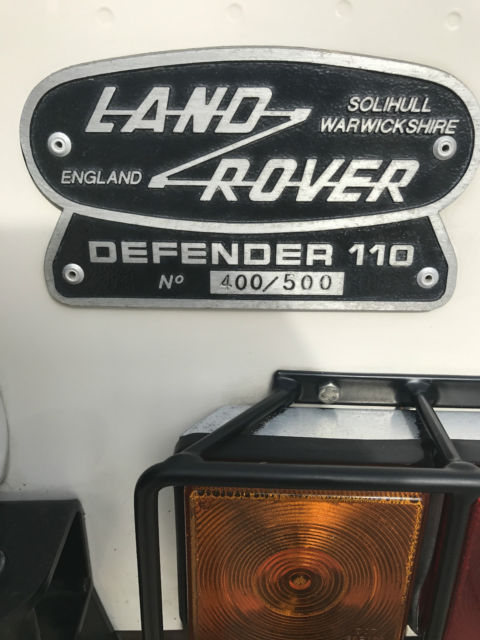 LAND
SOLIHULL
WARWICKSHIRE
ENGLAND
ROVER
DEFENDER 110
Nº 400/500